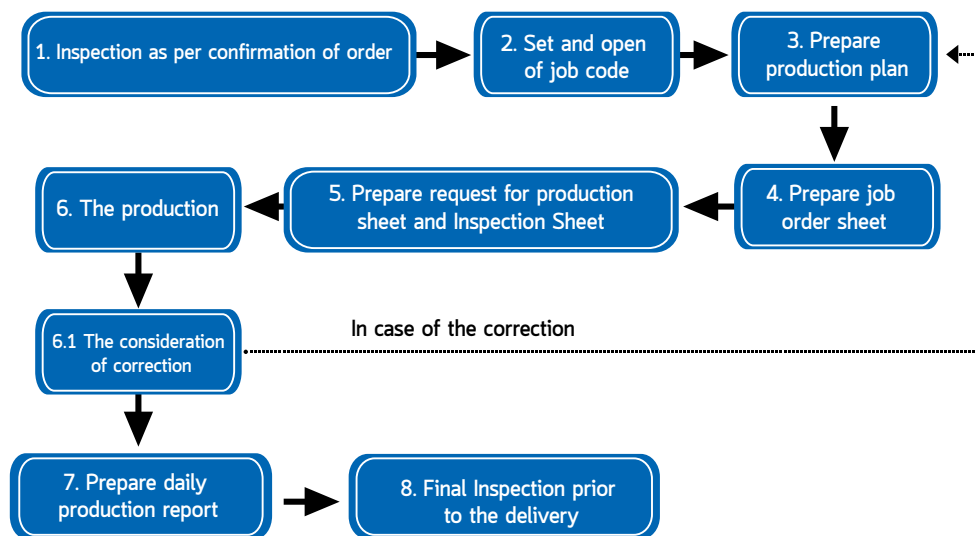 1. Inspection as per confirmation of order
2. Set and open
of job code
3. Prepare
production plan
4. Prepare job
order sheet
5. Prepare request for production
sheet and Inspection Sheet
6. The production
6.1 The consideration
of correction
In case of the correction
7. Prepare daily
production report
8. Final Inspection prior
to the delivery